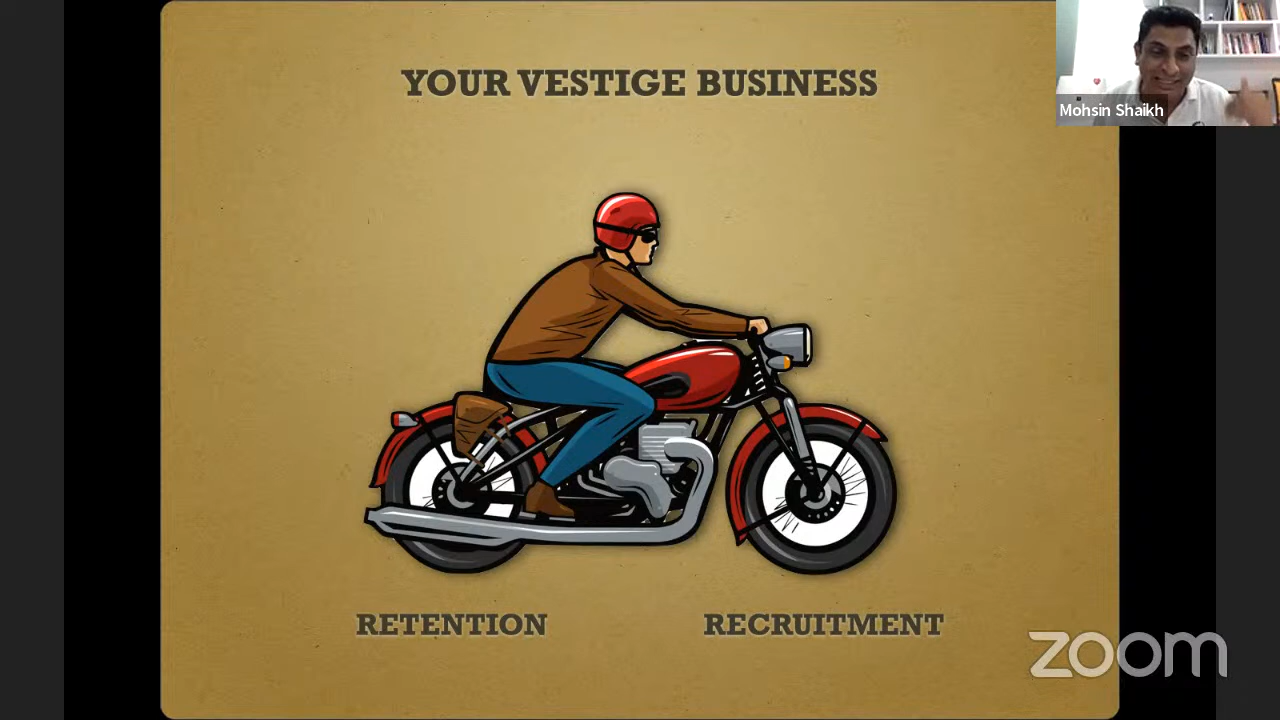 YOUR VESTIGE BUSINESS
Mohsin Shaikh
RETENTION
RECRUITMENT
zoom